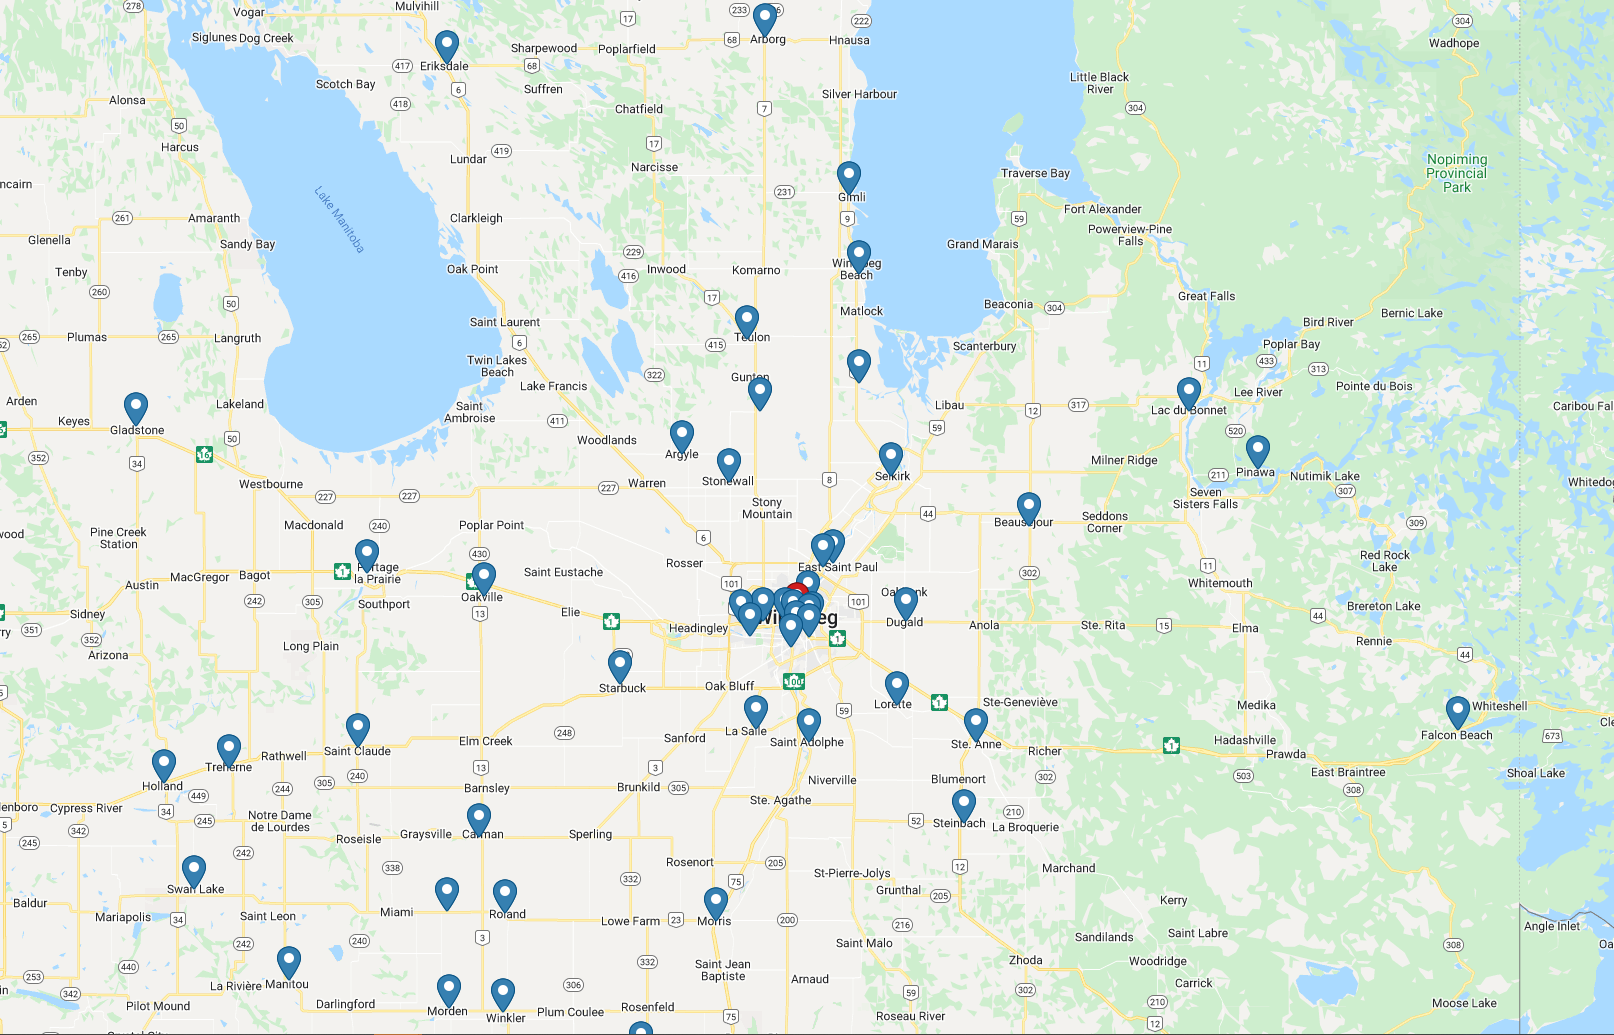 278
Vogar
Mulvihill
17
233
Arborg
222
304
Siglunes
Dog Creek
Sharpewood
Poplarfield
68
Hnausa
Wadhope
Eriksdale
417
68
Scotch Bay
6
Suffren
Silver Harbour
Little Black
River
Alonsa
418
Chatfield
7
304
50
Harcus
17
Lundar
419
Narcisse
Traverse Bay
Nopiming
Provincial
Park
ncairn
Lake Manitoba
231
Gimli
Fort Alexander
261
Amaranth
Clarkleigh
9
59
Powerview-Pine
Falls
Glenella
Sandy Bay
229
Grand Marais
Tenby
Oak Point
416
Inwood
Komarno
Beach
260
50
17
Beaconia
304
Great Falls
Saint Laurent
Matlock
Bird River
Bernic Lake
265
Plumas
265
Langruth
6
415
Teulon
Scanterbury
Poplar Bay
Twin Lakes
Beach
322
11
433
313
Lake Francis
Gunton
Lee River
Pointe du Bois
Arden
Lakeland
Saint
Ambroise
Libau
12
317
Lac du Bonnet
Caribou Fal
Keyes
Gladstone
50
411
59
520
352
16
Woodlands
Argyle
34
Milner Ridge
Pinawa
Westbourne
Warren
Stonewall
8
Selkirk
211
Nutimik Lake
227
227
227
Seven
Sisters Falls
307
Whitedog
Stony
Mountain
44
Macdonald
240
Poplar Point
Beausejour
Seddons
Corner
309
wood
Pine Creek
Station
6
430
Red Rock
Lake
Rosser
East Saint Paul
11
MacGregor
Bagot
1
Portage
la Prairie
Saint Eustache
302
Whitemouth
Austin
101
Oakville
242
305
Southport
101
Brereton Lake
Sidney
13
Elie
1
Dugald
Anola
Ste. Rita
15
Elma
351
352
Headingley
1
Rennie
Arizona
Long Plain
44
Starbuck
Oak Bluff
100
Lorette
1
Ste-Geneviève
Whiteshell
59
Medika
La Salle
Falcon Beach
248
Sanford
Saint Adolphe
Ste. Anne
Richer
1
Hadashville
Prawda
673
Saint Claude
Elm Creek
Rathwell
Treherne
13
3
Niverville
Blumenort
302
503
East Braintree
Shoal Lake
Holland
240
449
244
305
Barnsley
Brunkild
305
308
Cypress River
34
Ste. Agathe
5
245
Notre Dame
de Lourdes
52
Steinbach
210
La Broquerie
342
Roseisle
Graysville
Carman
Sperling
245
242
338
Rosenort
205
12
Marchand
332
75
St-Pierre-Jolys
Swan Lake
Grunthal
205
Kerry
Baldur
Mariapolis
34
Saint Leon
Miami
Roland
Lowe Farm
23
Morris
200
216
Angle Inlet
242
240
3
Saint Malo
Sandilands
Saint Labre
308
440
332
Saint Jean
Baptiste
Zhoda
Woodridge
253
La Rivière
Manitou
306
Arnaud
Carrick
342
Pilot Mound
Darlingford
Morden
Winkler
Plum Coulee
Rosenfeld
75
59
Roseau River
302
210
12
Moose Lake